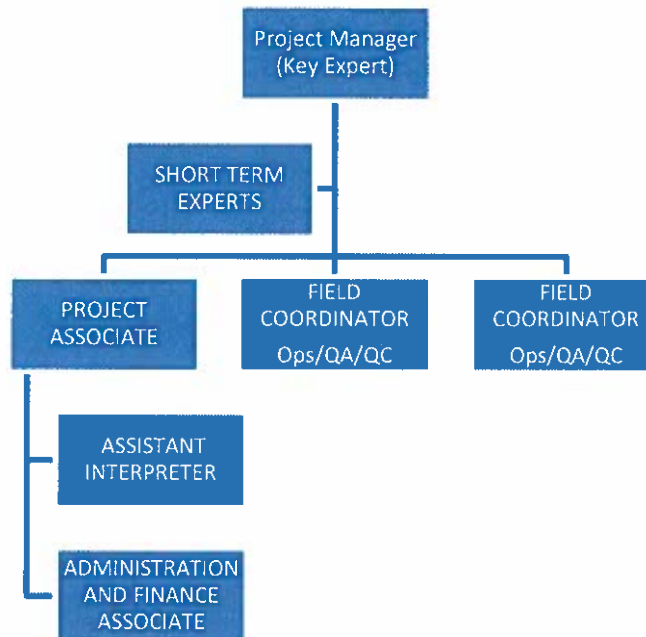 Project Manager
(Key Expert)
SHORT TERM
EXPERTS
PROJECT
ASSOCIATE
FIELD
COORDINATOR
Ops/QA/QC
FIELD
COORDINATOR
Ops/QA/QC
ASSISTANT
INTERPRETER
ADMINISTRATION
AND FINANCE
ASSOCIATE